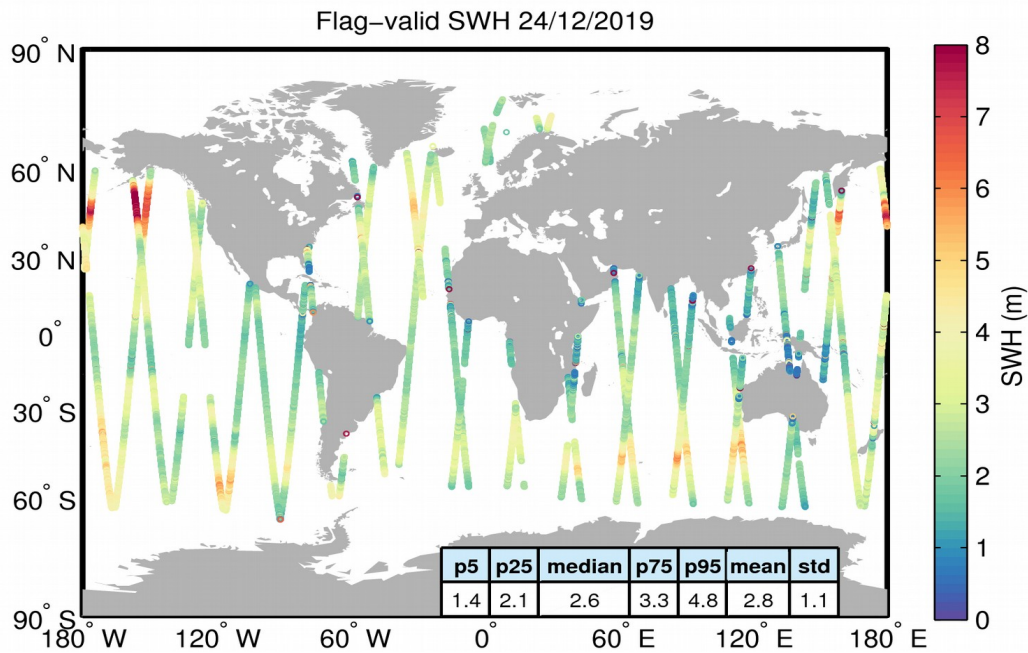 Flag−valid SWH 24/12/2019
90° N
60° N
30° N
0°
30° S
60° S
90° S
180° W
120° W
60° W
0°
60° E
120° E
180° E
p5 p25 median p75 p95 mean std
1.4 2.1 2.6 3.3 4.8 2.8 1.1
8
7
6
5
4
3
2
1
0
SWH (m)